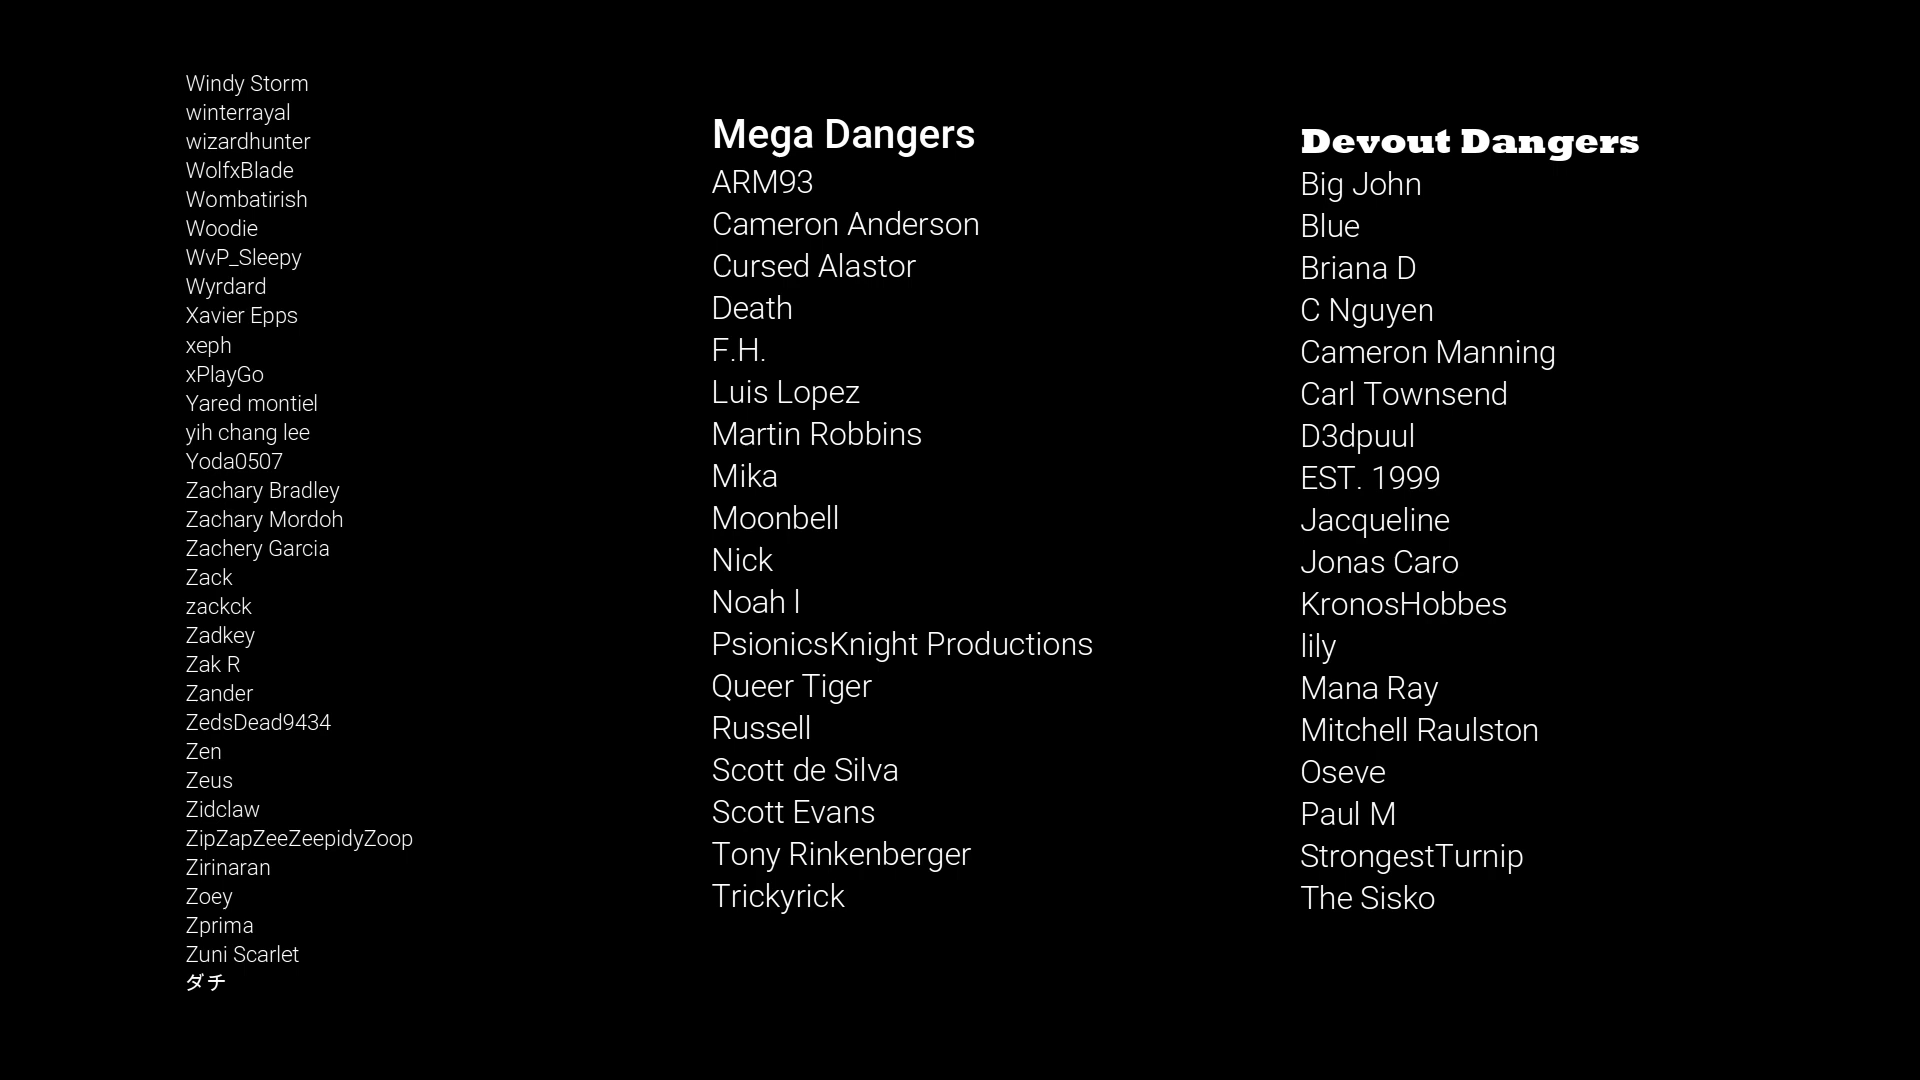 Windy Storm
winterrayal
wizardhunter
WolfxBlade
Wombatirish
Woodie
WvP_Sleepy
Wyrdard
Xavier Epps
xeph
xPlayGo
Yared montiel
yih chang lee
Yoda0507
Zachary Bradley
Zachary Mordoh
Zachery Garcia
Zack
zackck
Zadkey
Zak R
Zander
ZedsDead9434
Zen
Zeus
Zidclaw
ZipZapZeeZeepidyZoop
Zirinaran
Zoey
Zprima
Zuni Scarlet
ダチ
Mega Dangers
ARM93
Cameron Anderson
Cursed Alastor
Death
F.H.
Luis Lopez
Martin Robbins
Mika
Moonbell
Nick
Noah l
PsionicsKnight Productions
Queer Tiger
Russell
Scott de Silva
Scott Evans
Tony Rinkenberger
Trickyrick
Devout Dangers
Big John
Blue
Briana D
C Nguyen
Cameron Manning
Carl Townsend
D3dpuul
EST. 1999
Jacqueline
Jonas Caro
KronosHobbes
lily
Mana Ray
Mitchell Raulston
Oseve
Paul M
StrongestTurnip
The Sisko